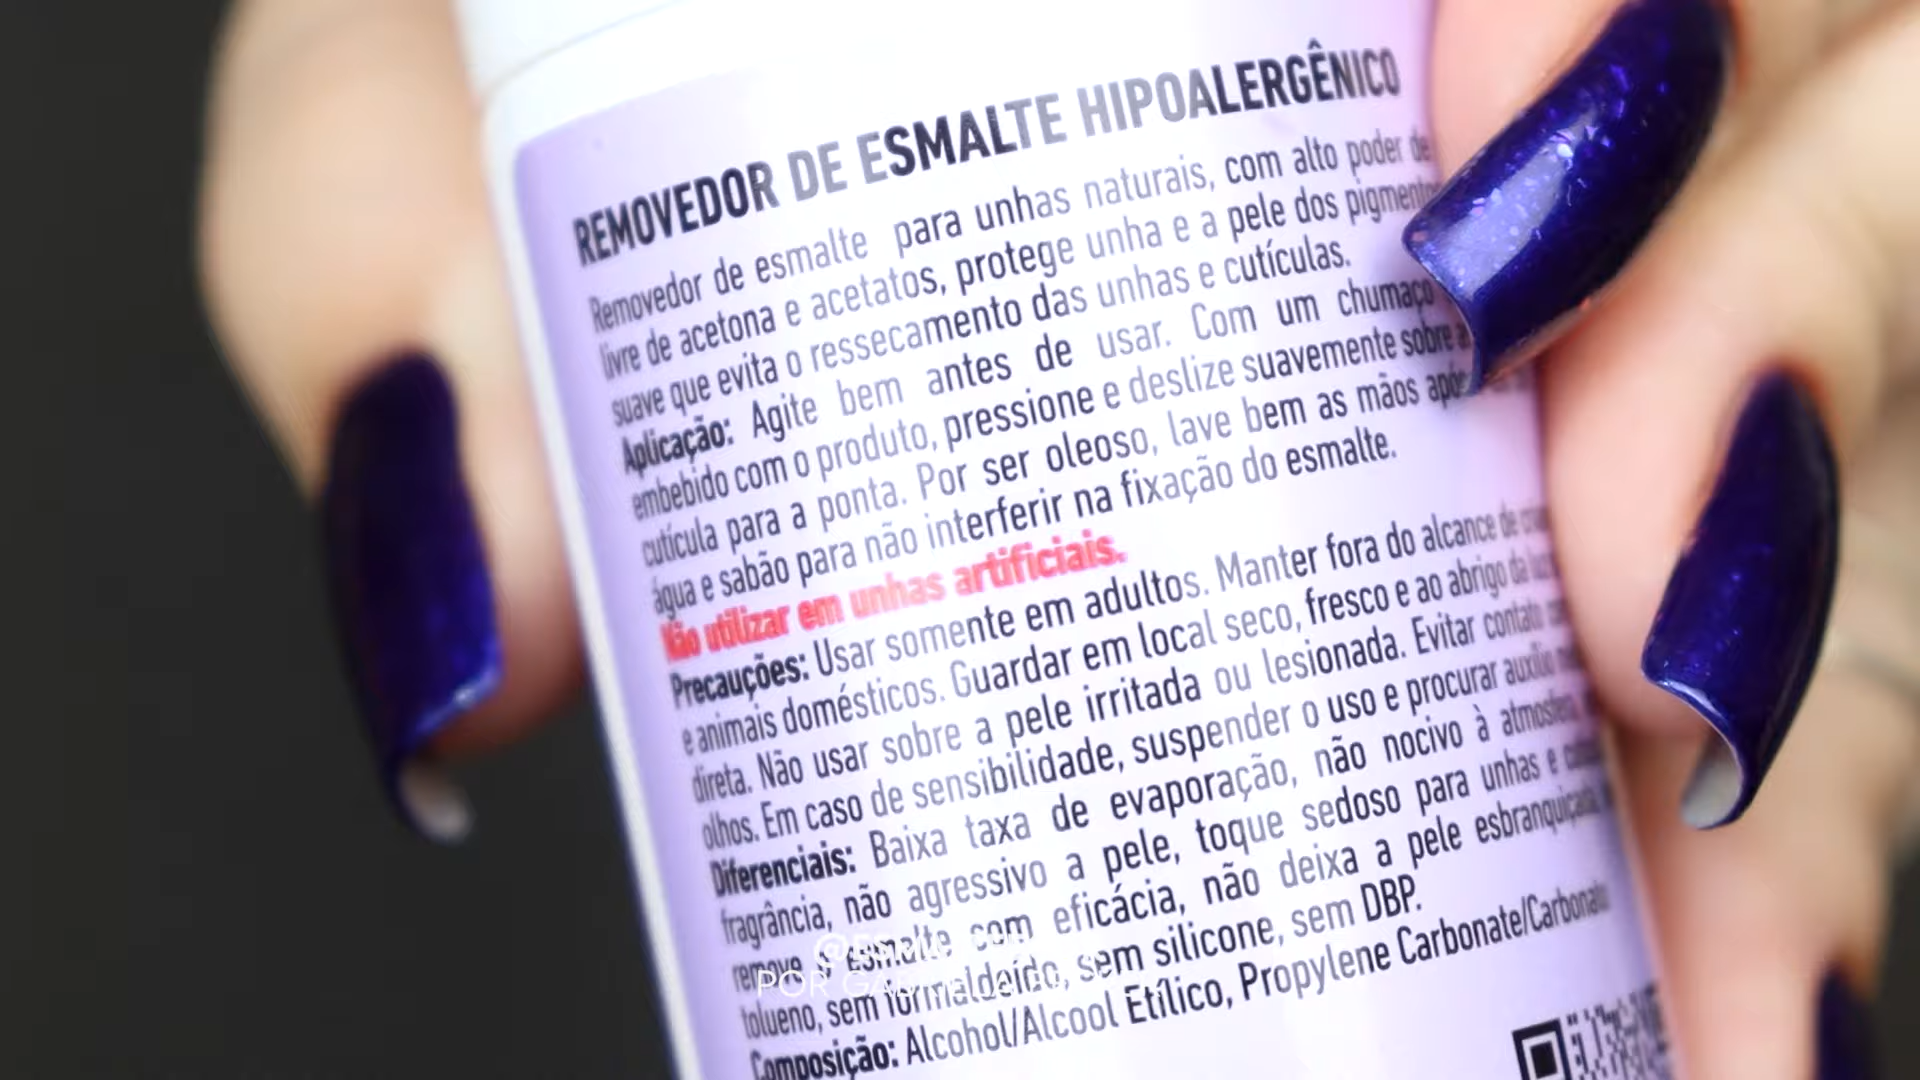 REMOVEDOR DE ESMALTE HIPOALERGÊNICO
Removedor de esmalte para unhas naturais, com alto poder de
livre de acetona e acetatos, protege unha e a pele dos pigmentos
suave que evita o ressecamento das unhas e cutículas.
Aplicação: Agite bem antes de usar. Com um chumaço
embebido com o produto, pressione e deslize suavemente sobre a
cutícula para a ponta. Por ser oleoso, lave bem as mãos após
água e sabão para não interferir na fixação do esmalte.
Não utilizar em unhas artificiais.
Precauções: Usar somente em adultos. Manter fora do alcance de
e animais domésticos. Guardar em local seco, fresco e ao abrigo da luz
direta. Não usar sobre a pele irritada ou lesionada. Evitar contato
olhos. Em caso de sensibilidade, suspender o uso e procurar auxílio
Diferenciais: Baixa taxa de evaporação, não nocivo à atmosfera,
fragrância, não agressivo a pele, toque sedoso para unhas e
remove o esmalte com eficácia, não deixa a pele esbranquiçada,
tolueno, sem formaldeído, sem silicone, sem DBP.
Composição: Alcohol/Alcool Etílico, Propylene Carbonate/Carbonato
POR